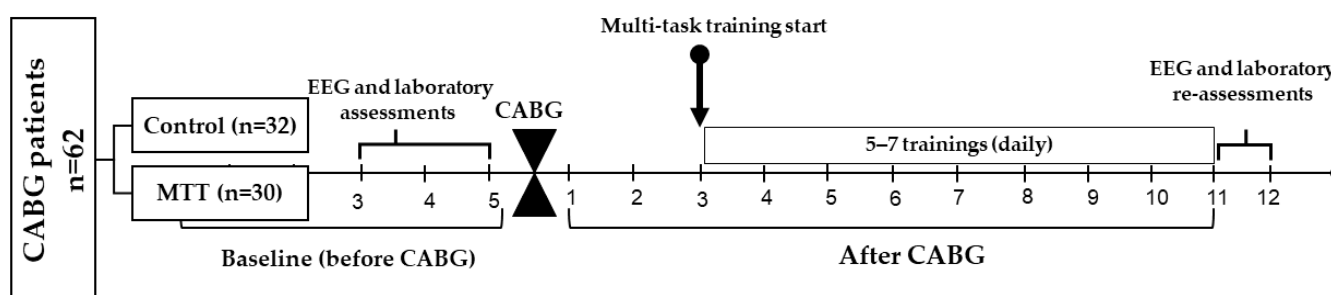 CABG patients
n=62
Control (n=32)
MTT (n=30)
EEG and laboratory
assessments
CABG
Multi-task training start
5–7 trainings (daily)
EEG and laboratory
re-assessments
3 4 5 1 2 3 4 5 6 7 8 9 10 11 12
Baseline (before CABG)
After CABG